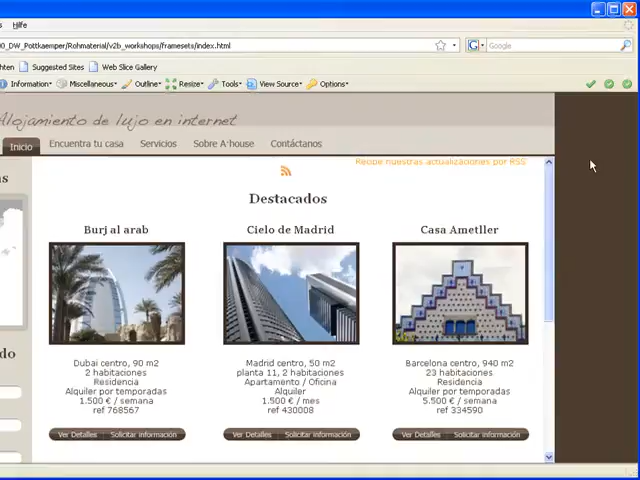 Hilfe
00_DW_Pottkaemper/Rohmaterial/v2b_workshops/framesets/index.html
Google
hten Suggested Sites Web Slice Gallery
Information Miscellaneous Outline Resize Tools View Source Options
Alojamiento de lujo en internet
Inicio Encuentra tu casa Servicios Sobre A·house Contáctanos
Recibe nuestras actualizaciones por RSS
as
Destacados
Burj al arab Cielo de Madrid Casa Ametller
do
Dubai centro, 90 m2
2 habitaciones
Residencia
Alquiler por temporadas
1.500 € / semana
ref 768567
Madrid centro, 50 m2
planta 11, 2 habitaciones
Apartamento / Oficina
Alquiler
1.500 € / mes
ref 430008
Barcelona centro, 940 m2
23 habitaciones
Residencia
Alquiler por temporadas
5.500 € / semana
ref 334590
Ver Detalles Solicitar información
Ver Detalles Solicitar información
Ver Detalles Solicitar información